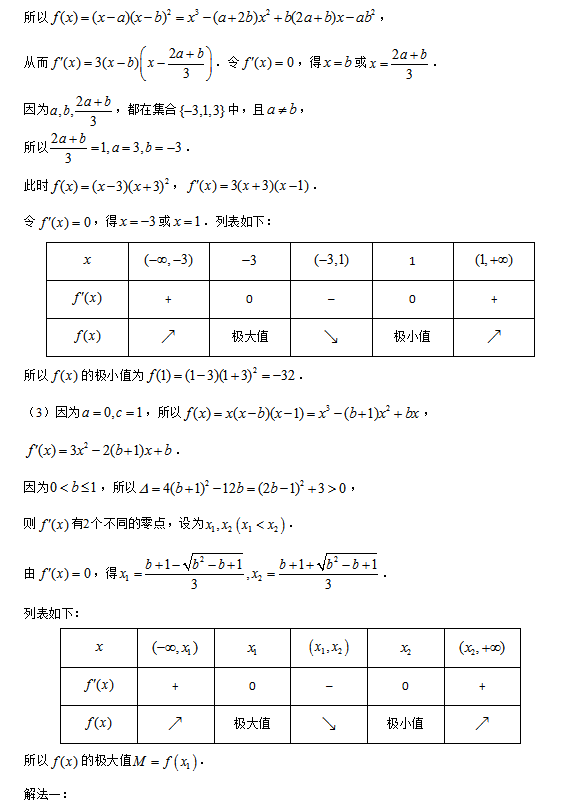 所以 f(x) = (x−a)(x−b)² = x³−(a+2b)x²+b(2a+b)x−ab²，
从而 f′(x) = 3(x−b)(x − (2a+b)/3)．令 f′(x) = 0，得 x = b 或 x = (2a+b)/3．
因为 a, b, (2a+b)/3，都在集合 {−3,1,3} 中，且 a ≠ b，
所以 (2a+b)/3 = 1, a = 3, b = −3．
此时 f(x) = (x−3)(x+3)²，f′(x) = 3(x+3)(x−1)．
令 f′(x) = 0，得 x = −3 或 x = 1．列表如下：
x (−∞, −3) −3 (−3,1) 1 (1, +∞)
f′(x) + 0 − 0 +
f(x) ↗ 极大值 ↘ 极小值 ↗
所以 f(x) 的极小值为 f(1) = (1−3)(1+3)² = −32．
（3）因为 a = 0, c = 1，所以 f(x) = x(x−b)(x−1) = x³−(b+1)x²+bx，
f′(x) = 3x²−2(b+1)x+b．
因为 0 < b ≤ 1，所以 Δ = 4(b+1)²−12b = (2b−1)²+3 > 0，
则 f′(x) 有2个不同的零点，设为 x₁, x₂ (x₁ < x₂)．
由 f′(x) = 0，得 x₁ = (b+1−√(b²−b+1))/3, x₂ = (b+1+√(b²−b+1))/3．
列表如下：
x (−∞, x₁) x₁ (x₁, x₂) x₂ (x₂, +∞)
f′(x) + 0 − 0 +
f(x) ↗ 极大值 ↘ 极小值 ↗
所以 f(x) 的极大值 M = f(x₁)．
解法一：